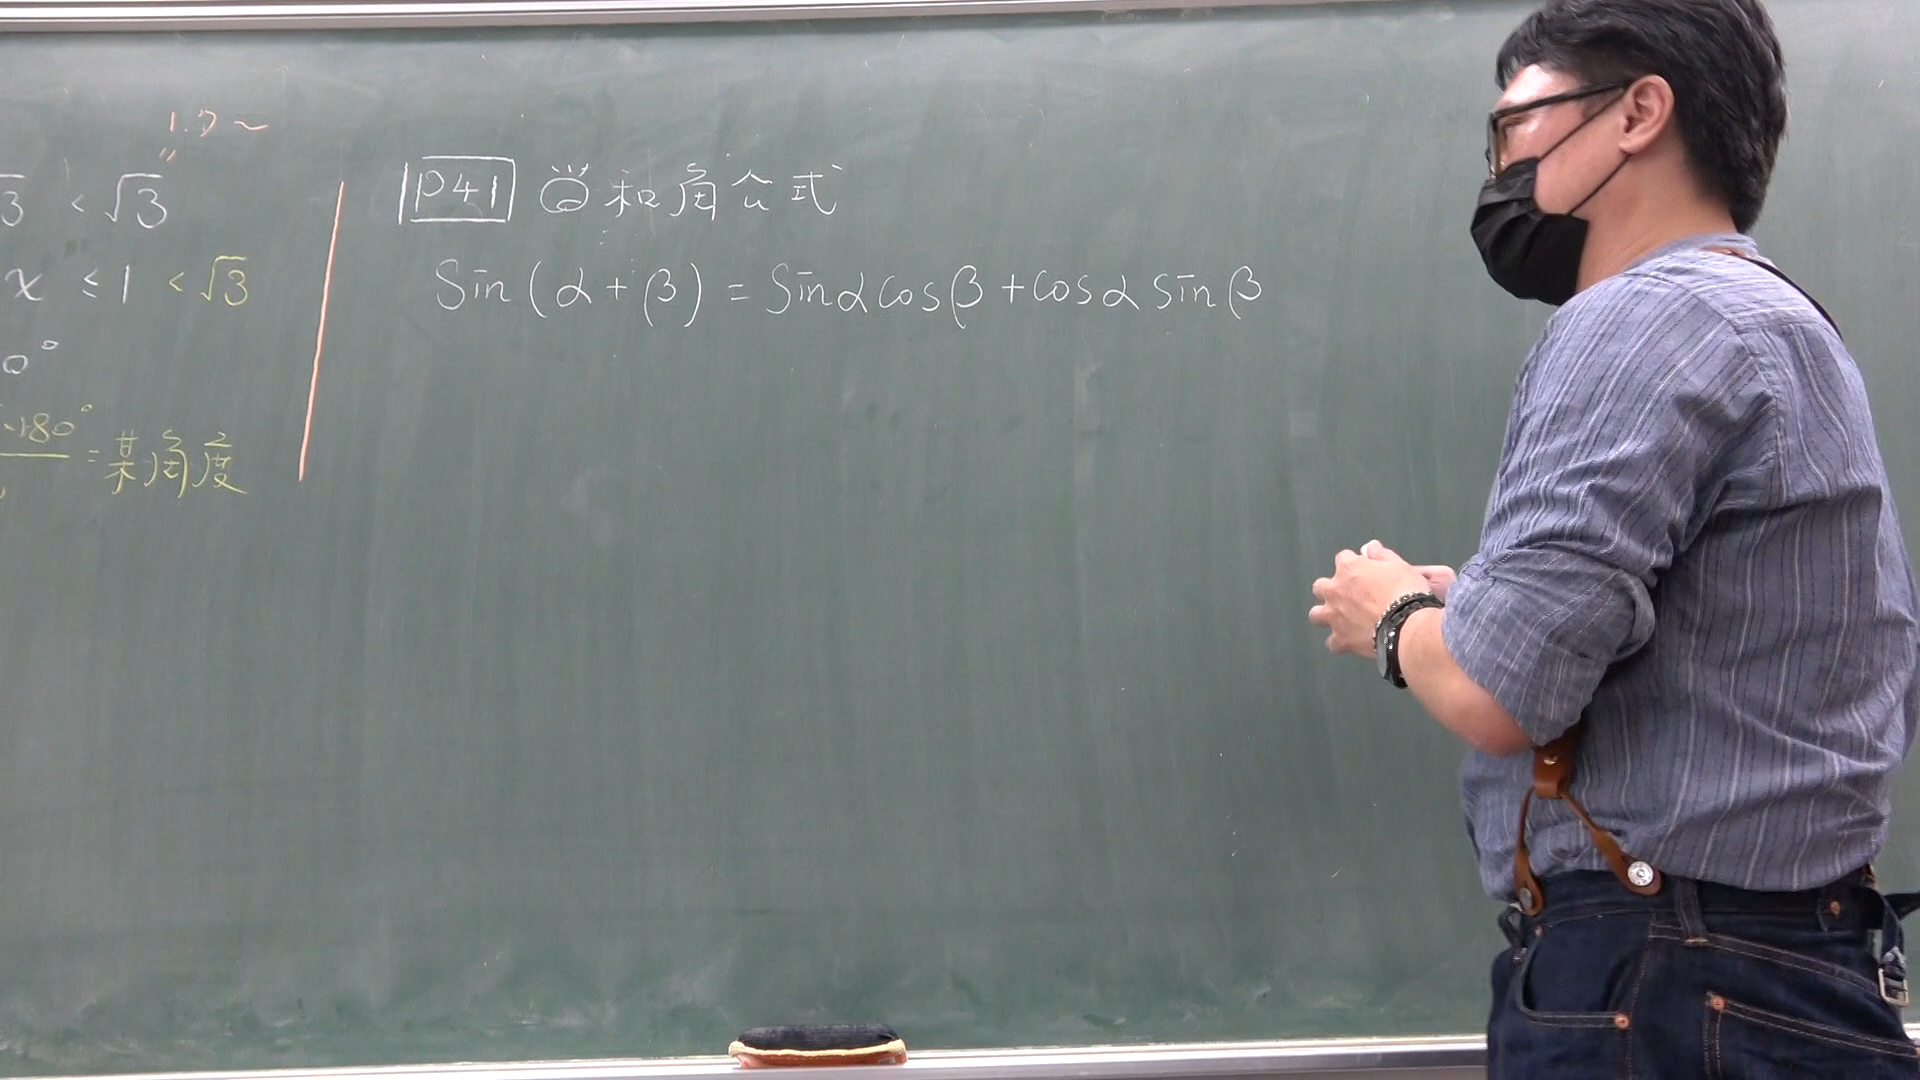 1.7~
"
√3 < √3
x ≤ 1 < √3
0°
180° = 某角度
P41 和角公式
Sin(α+β) = Sinα cosβ + cosα sinβ